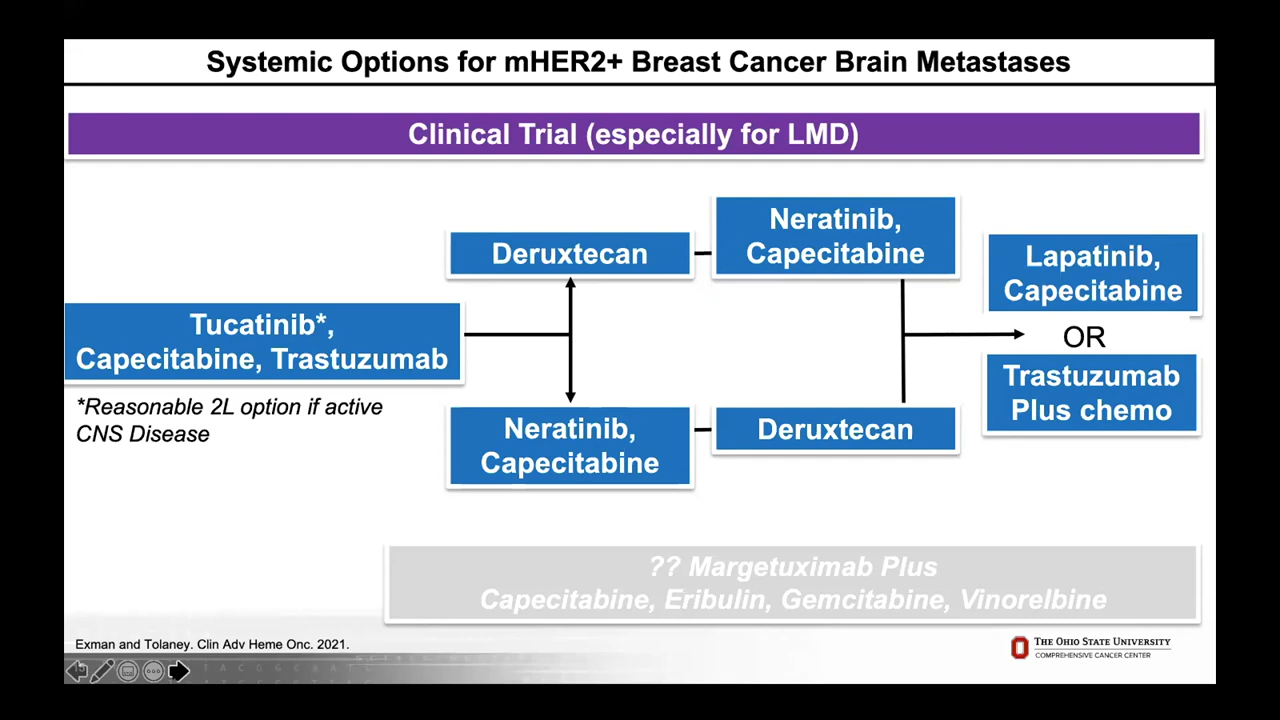 Systemic Options for mHER2+ Breast Cancer Brain Metastases
Clinical Trial (especially for LMD)
Tucatinib*,
Capecitabine, Trastuzumab
*Reasonable 2L option if active
CNS Disease
Deruxtecan
Neratinib,
Capecitabine
Neratinib,
Capecitabine
Deruxtecan
Lapatinib,
Capecitabine
OR
Trastuzumab
Plus chemo
?? Margetuximab Plus
Capecitabine, Eribulin, Gemcitabine, Vinorelbine
Exman and Tolaney. Clin Adv Heme Onc. 2021.
THE OHIO STATE UNIVERSITY
COMPREHENSIVE CANCER CENTER